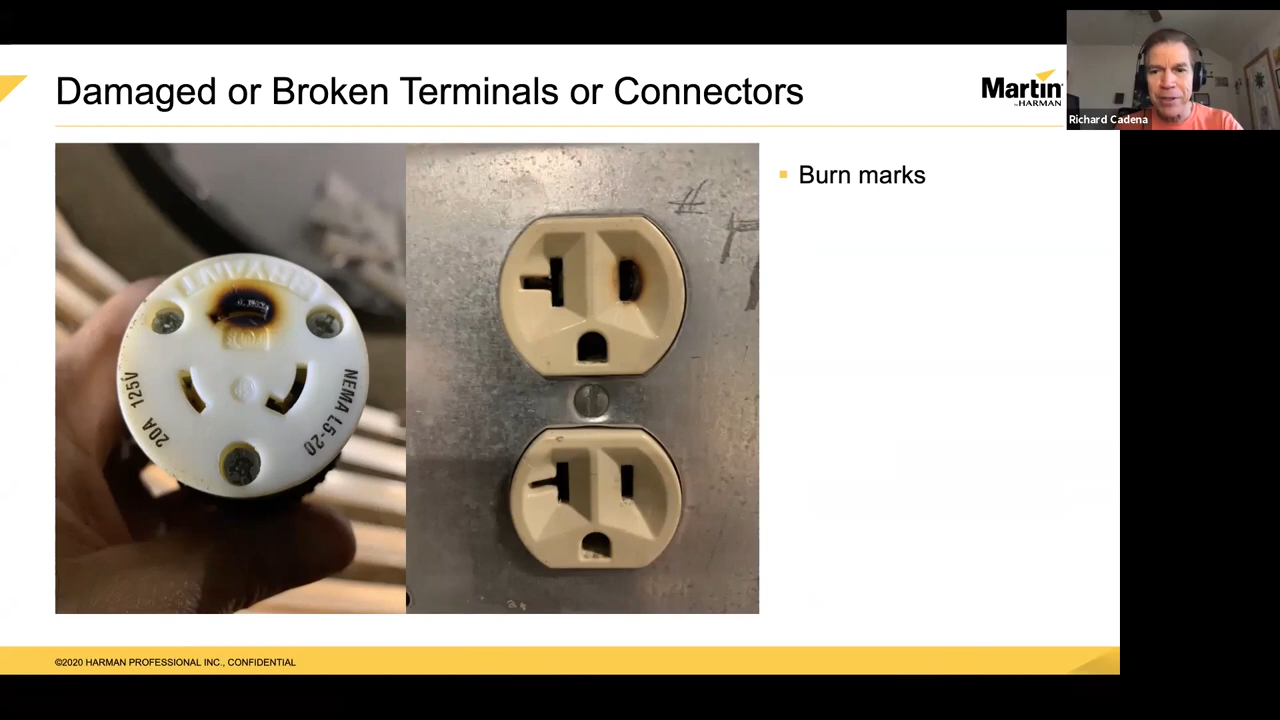 Damaged or Broken Terminals or Connectors
Martin
by HARMAN
Richard Cadena
Burn marks
BRYANT
20A 125V
NEMA L5-20
#
©2020 HARMAN PROFESSIONAL INC., CONFIDENTIAL